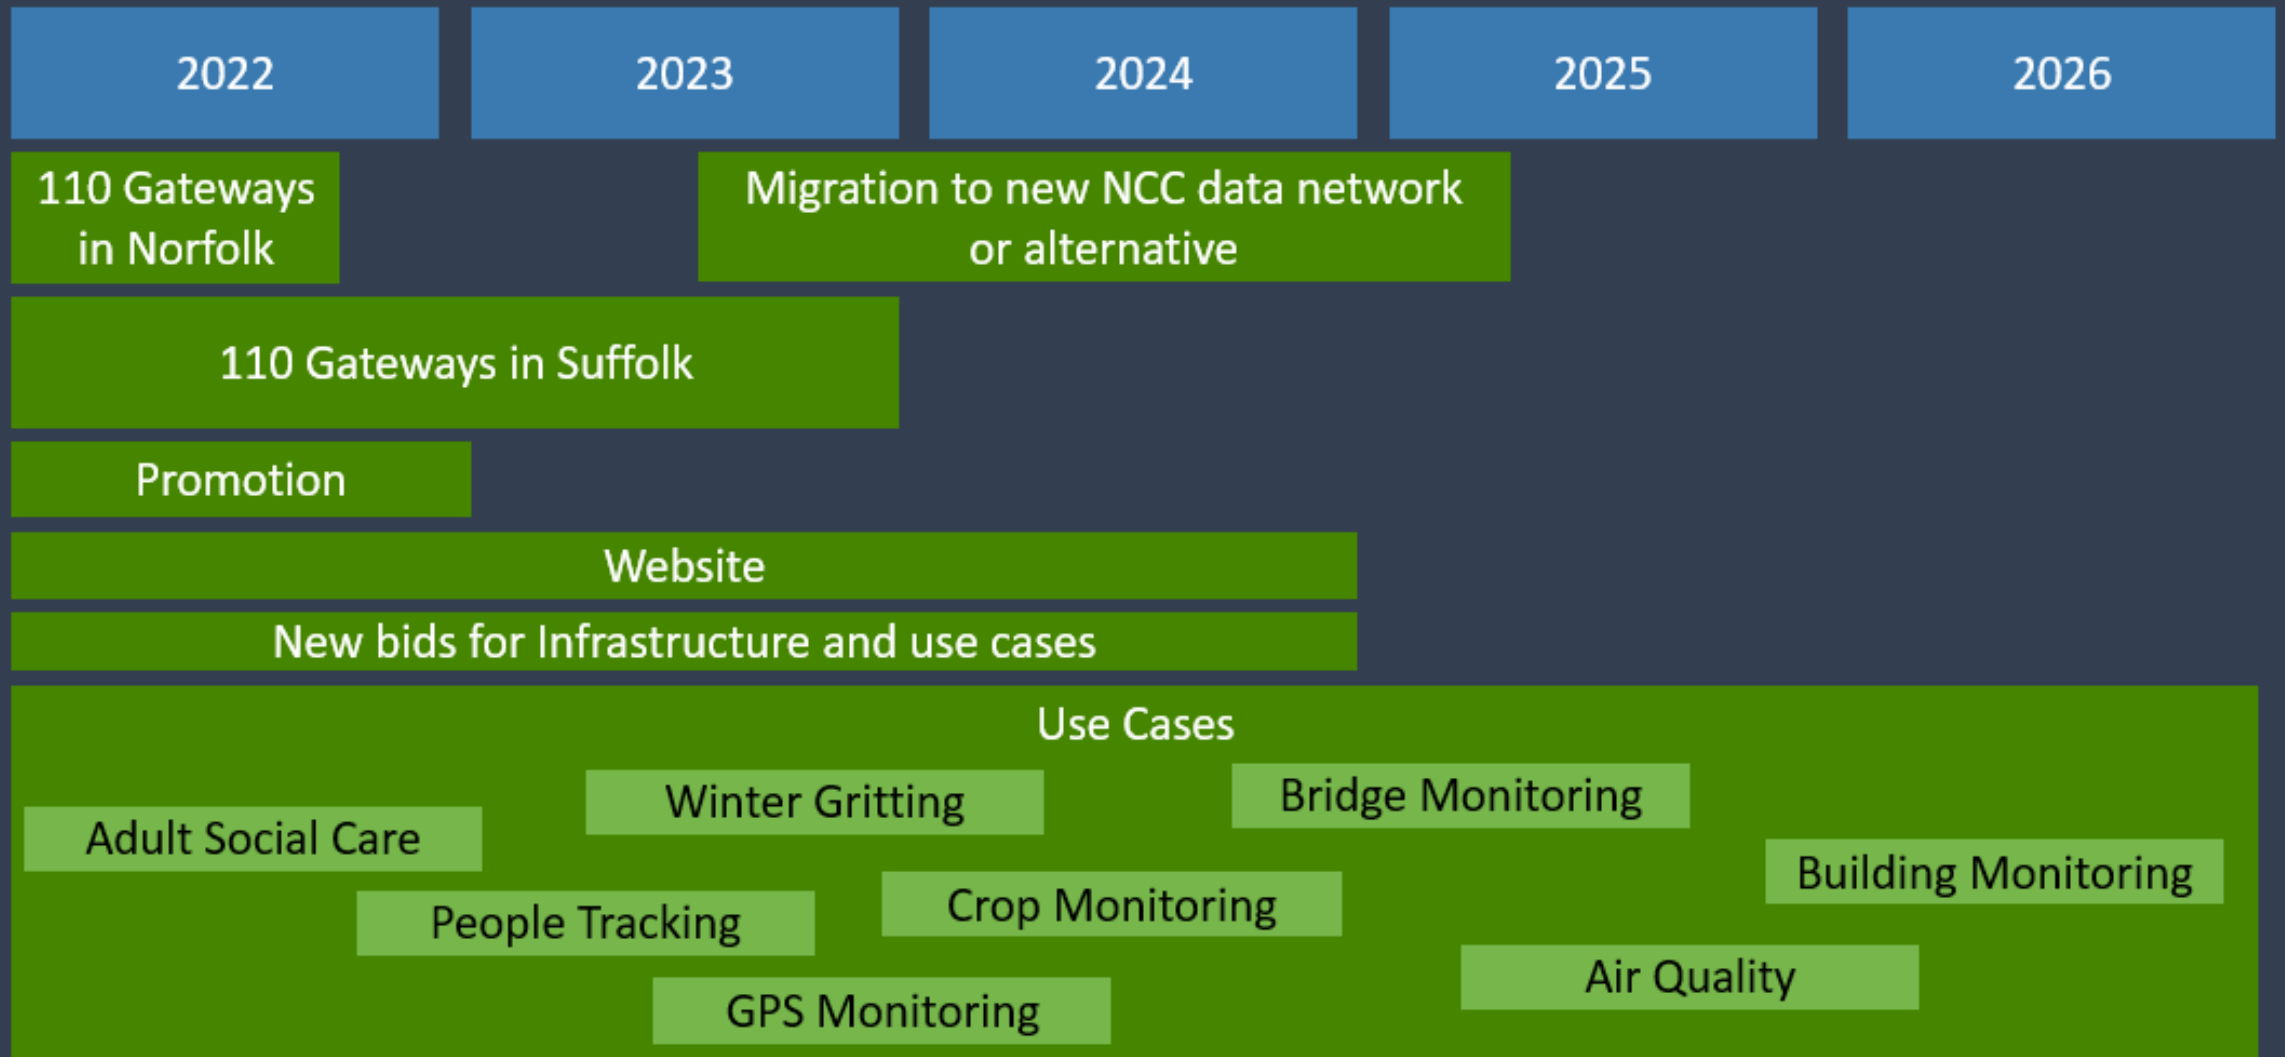 2022
2023
2024
2025
2026
110 Gateways
in Norfolk
Migration to new NCC data network
or alternative
110 Gateways in Suffolk
Promotion
Website
New bids for Infrastructure and use cases
Use Cases
Winter Gritting
Bridge Monitoring
Adult Social Care
Building Monitoring
Crop Monitoring
People Tracking
Air Quality
GPS Monitoring